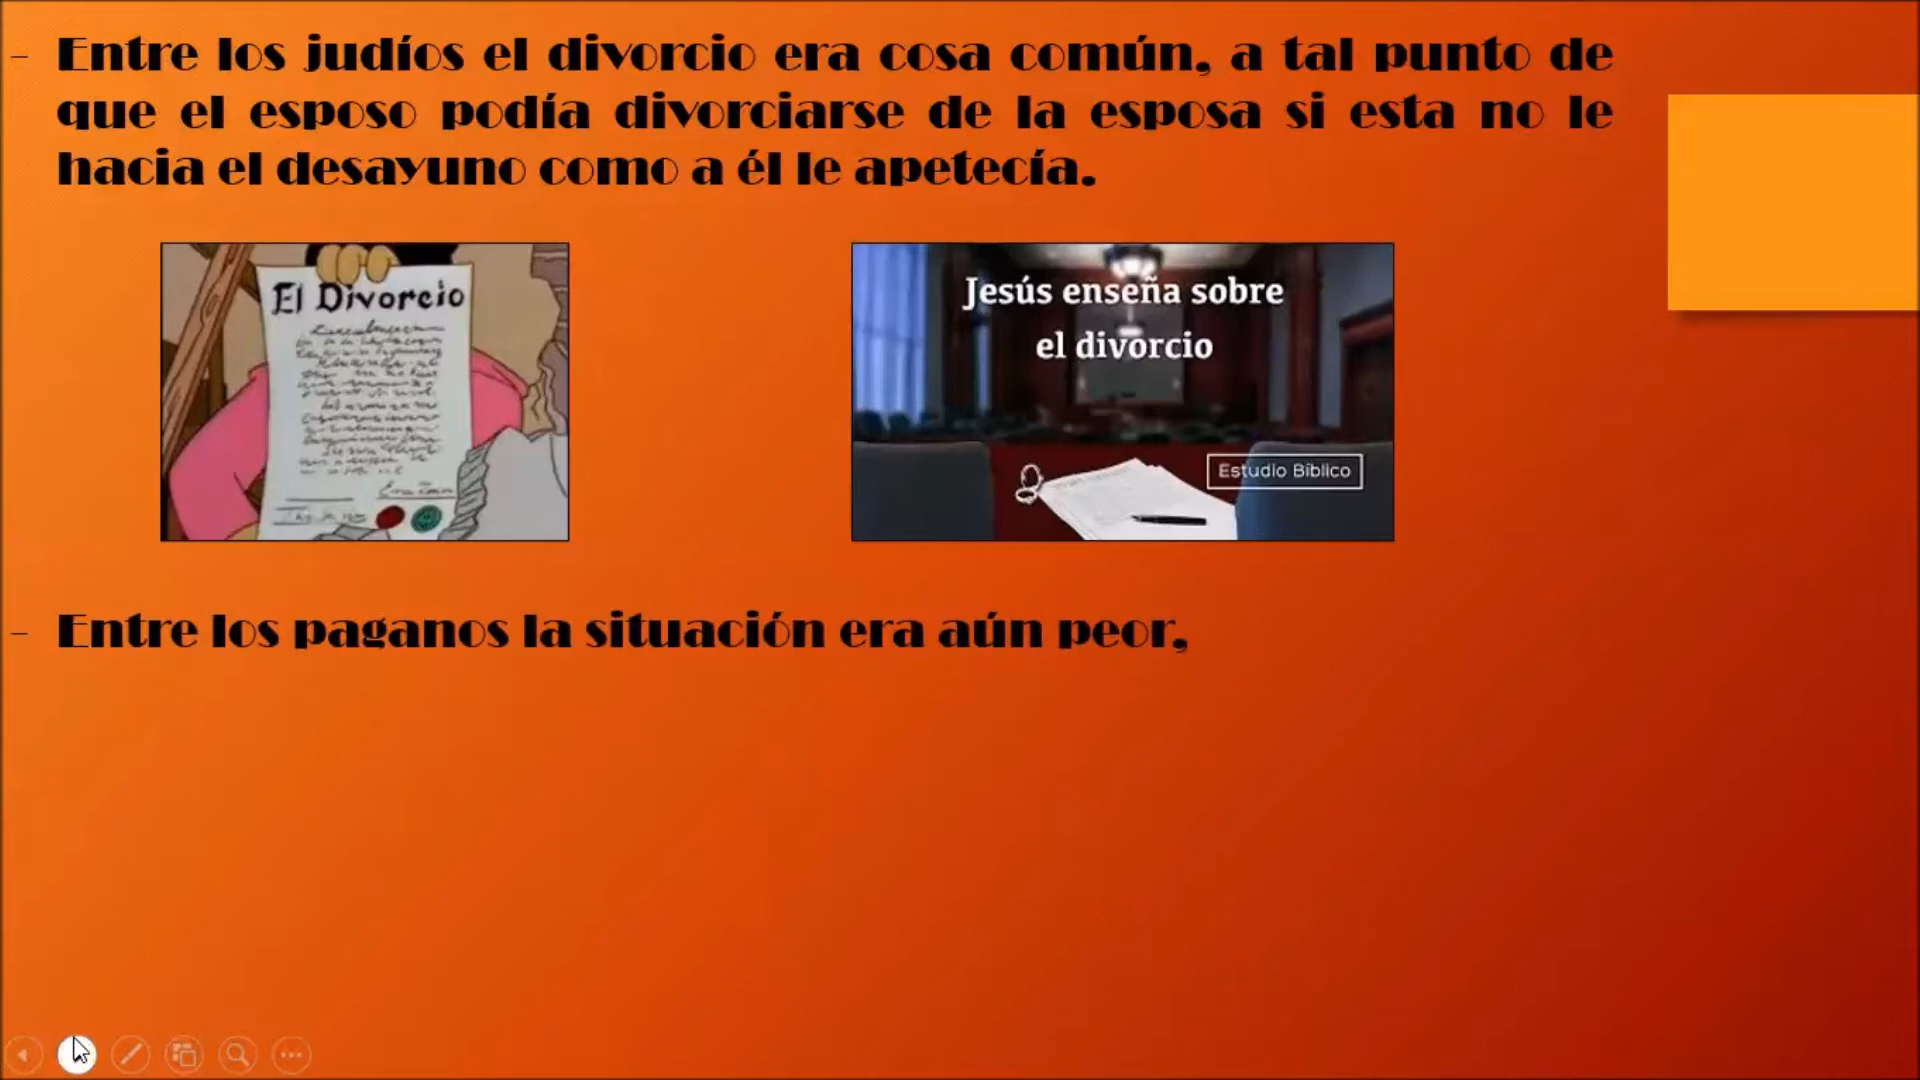 - Entre los judíos el divorcio era cosa común, a tal punto de
que el esposo podía divorciarse de la esposa si esta no le
hacia el desayuno como a él le apetecía.
El Divorcio
Jesús enseña sobre
el divorcio
Estudio Bíblico
- Entre los paganos la situación era aún peor,